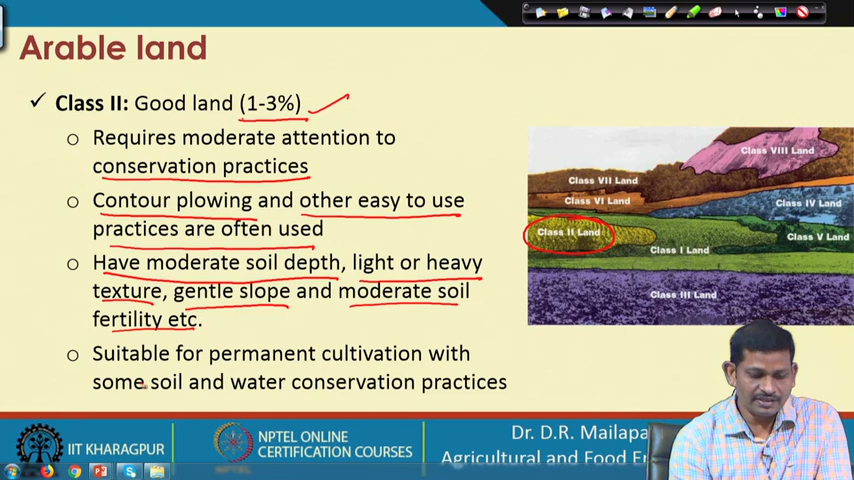 Arable land
✓ Class II: Good land (1-3%)
o Requires moderate attention to
conservation practices
o Contour plowing and other easy to use
practices are often used
o Have moderate soil depth, light or heavy
texture, gentle slope and moderate soil
fertility etc.
o Suitable for permanent cultivation with
some soil and water conservation practices
Class VIII Land
Class VII Land
Class VI Land
Class IV Land
Class II Land
Class V Land
Class I Land
Class III Land
IIT KHARAGPUR
NPTEL ONLINE
CERTIFICATION COURSES
NPTEL
Dr. D.R. Mailapa
Agricultural and Food En